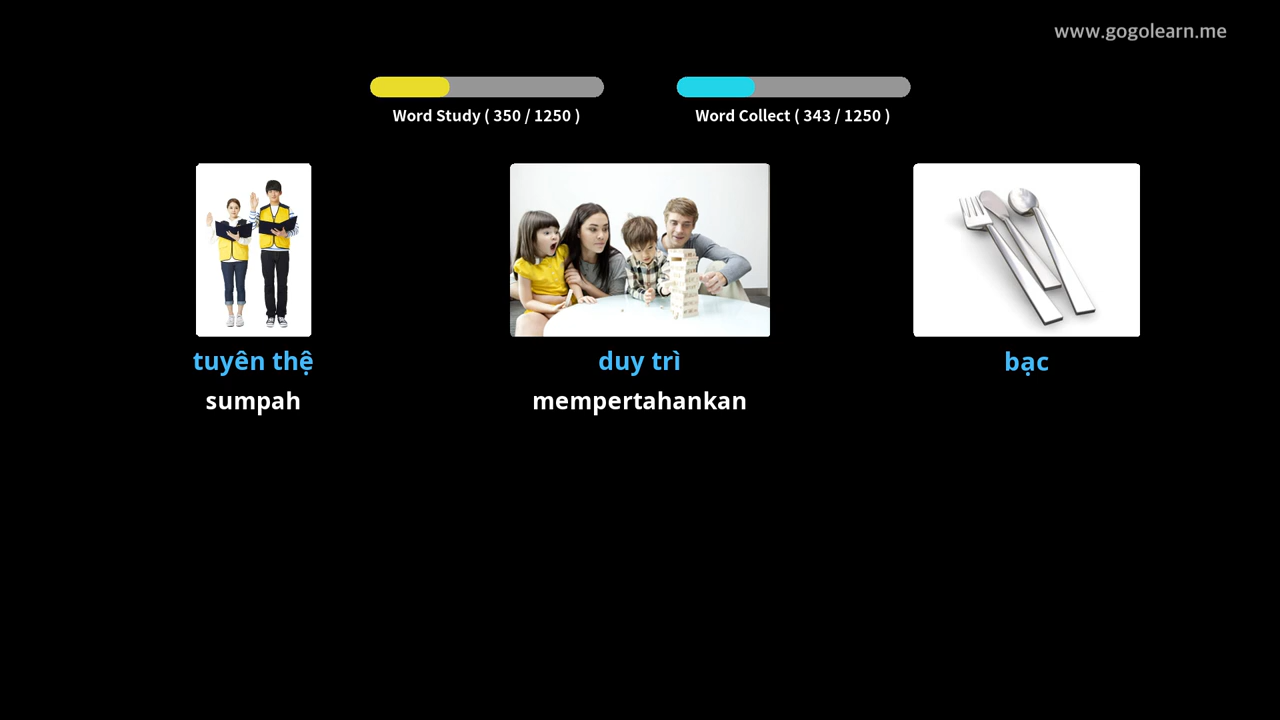 www.gogolearn.me
Word Study ( 350 / 1250 )
Word Collect ( 343 / 1250 )
tuyên thệ
sumpah
duy trì
mempertahankan
bạc